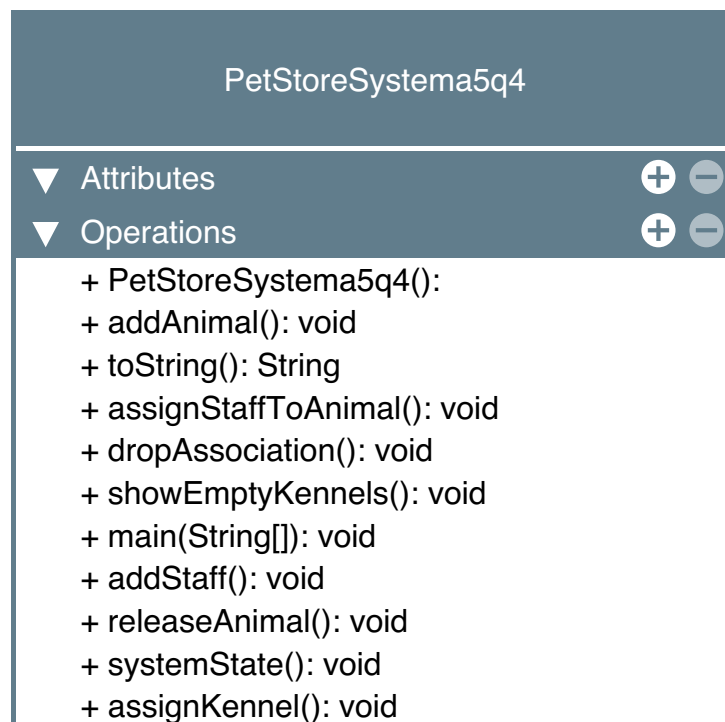 PetStoreSystema5q4
Attributes
Operations
+ PetStoreSystema5q4():
+ addAnimal(): void
+ toString(): String
+ assignStaffToAnimal(): void
+ dropAssociation(): void
+ showEmptyKennels(): void
+ main(String[]): void
+ addStaff(): void
+ releaseAnimal(): void
+ systemState(): void
+ assignKennel(): void